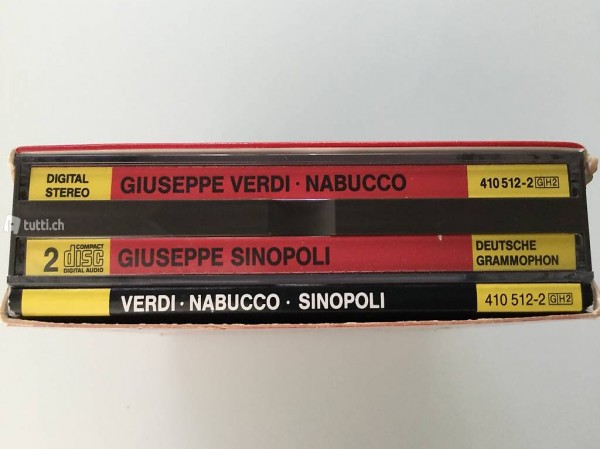 DIGITAL STEREO
GIUSEPPE VERDI · NABUCCO
410 512-2 GH2
tutti.ch
2 COMPACT disc DIGITAL AUDIO
GIUSEPPE SINOPOLI
DEUTSCHE GRAMMOPHON
VERDI · NABUCCO · SINOPOLI
410 512-2 GH2